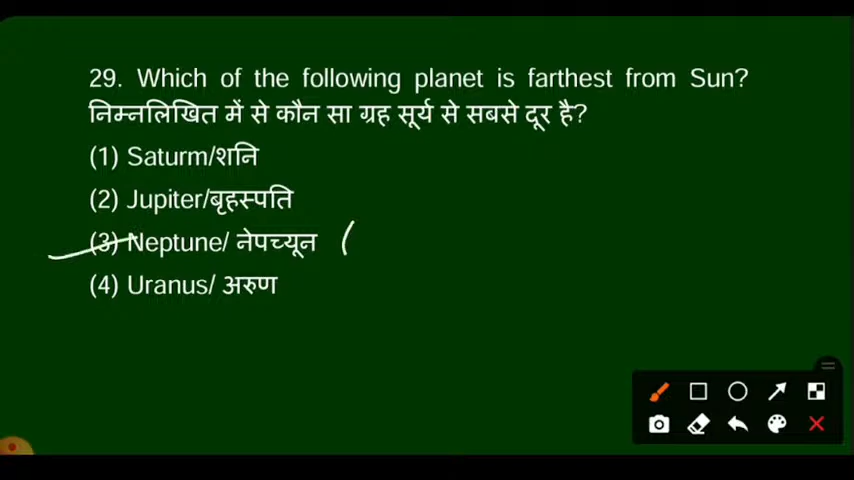 29. Which of the following planet is farthest from Sun?
निम्नलिखित में से कौन सा ग्रह सूर्य से सबसे दूर है?
(1) Saturm/शनि
(2) Jupiter/बृहस्पति
(3) Neptune/ नेपच्यून (
(4) Uranus/ अरुण